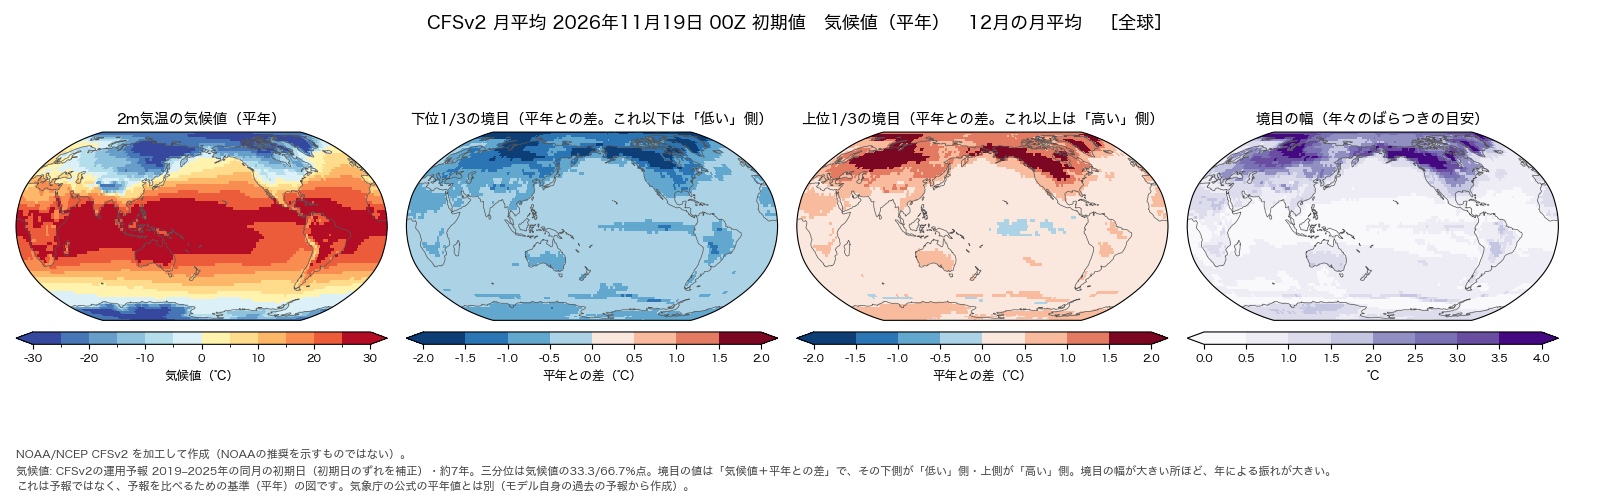 CFSv2 月平均 2026年11月19日 00Z 初期値　気候値（平年）　12月の月平均　［全球］
2m気温の気候値（平年）
下位1/3の境目（平年との差。これ以下は「低い」側）
上位1/3の境目（平年との差。これ以上は「高い」側）
境目の幅（年々のばらつきの目安）
-30 -20 -10 0 10 20 30
気候値（℃）
-2.0 -1.5 -1.0 -0.5 0.0 0.5 1.0 1.5 2.0
平年との差（℃）
-2.0 -1.5 -1.0 -0.5 0.0 0.5 1.0 1.5 2.0
平年との差（℃）
0.0 0.5 1.0 1.5 2.0 2.5 3.0 3.5 4.0
℃
NOAA/NCEP CFSv2 を加工して作成（NOAAの推奨を示すものではない）。
気候値: CFSv2の運用予報 2019–2025年の同月の初期日（初期日のずれを補正）・約7年。三分位は気候値の33.3/66.7%点。境目の値は「気候値＋平年との差」で、その下側が「低い」側・上側が「高い」側。境目の幅が大きい所ほど、年による振れが大きい。
これは予報ではなく、予報を比べるための基準（平年）の図です。気象庁の公式の平年値とは別（モデル自身の過去の予報から作成）。